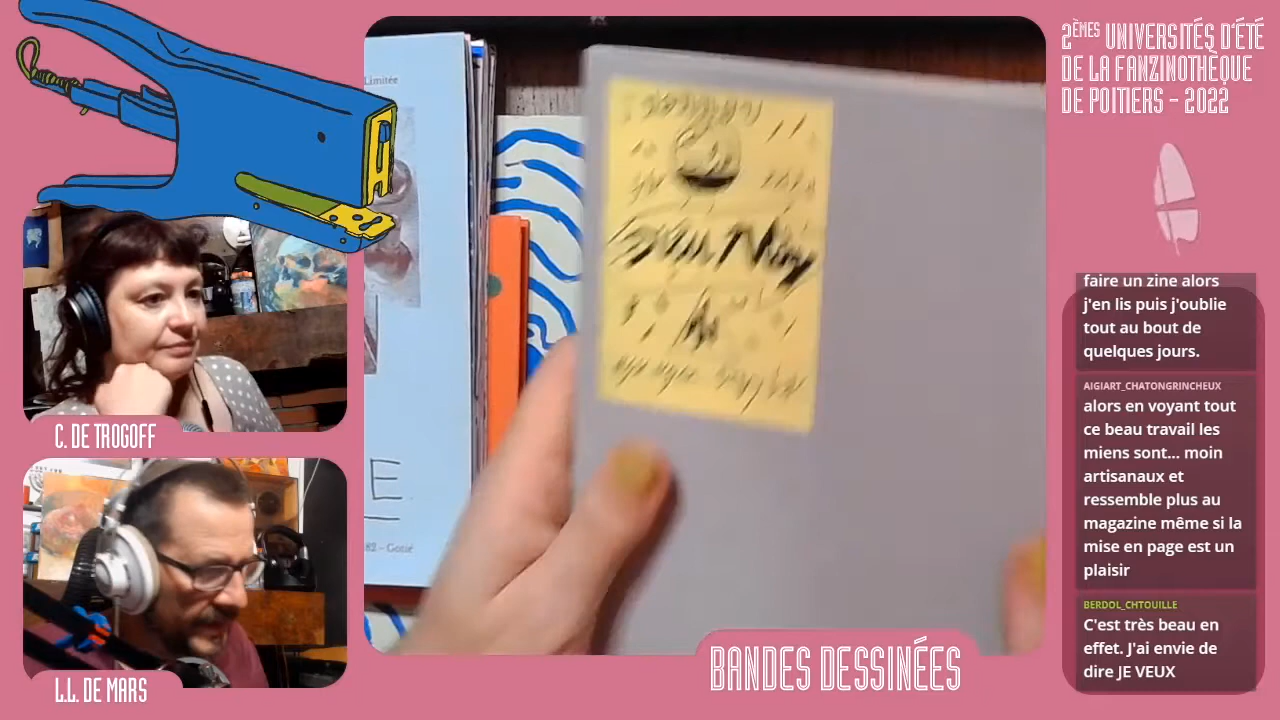 2ÈMES UNIVERSITÉS D'ÉTÉ
DE LA FANZINOTHÈQUE
DE POITIERS - 2022
Limitée
E
C. DE TROGOFF
L.L. DE MARS
BANDES DESSINÉES
faire un zine alors
j'en lis puis j'oublie
tout au bout de
quelques jours.
AIGIART_CHATONGRINCHEUX
alors en voyant tout
ce beau travail les
miens sont... moin
artisanaux et
ressemble plus au
magazine même si la
mise en page est un
plaisir
BERDOL_CHTOUILLE
C'est très beau en
effet. J'ai envie de
dire JE VEUX